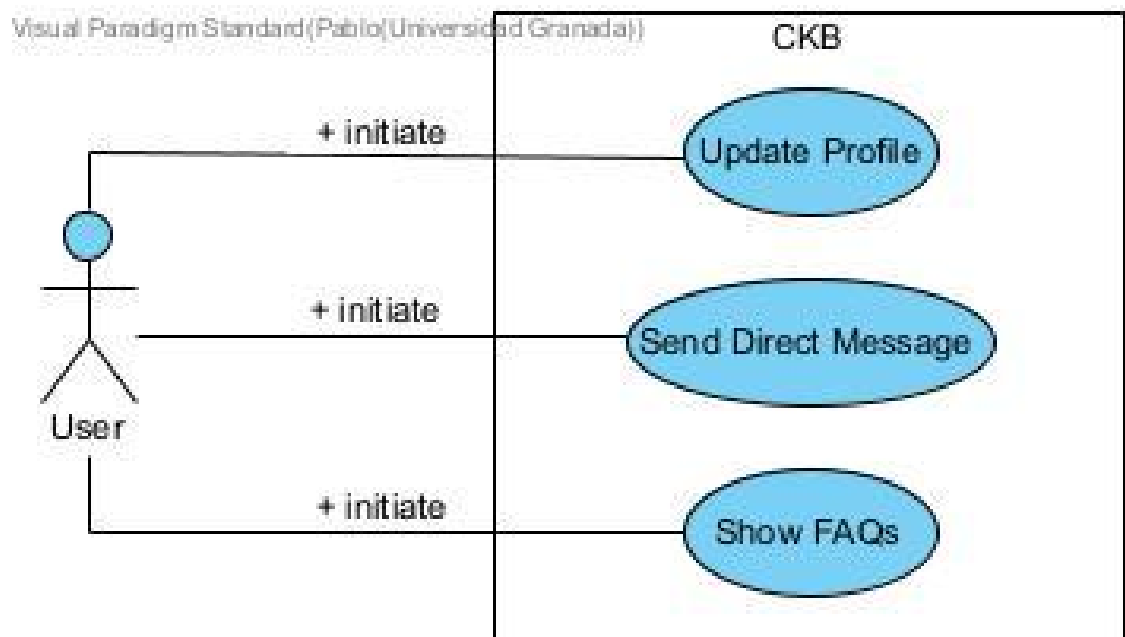 Visual Paradigm Standard(Pablo(Universidad Granada))
CKB
+ initiate
Update Profile
+ initiate
Send Direct Message
User
+ initiate
Show FAQs